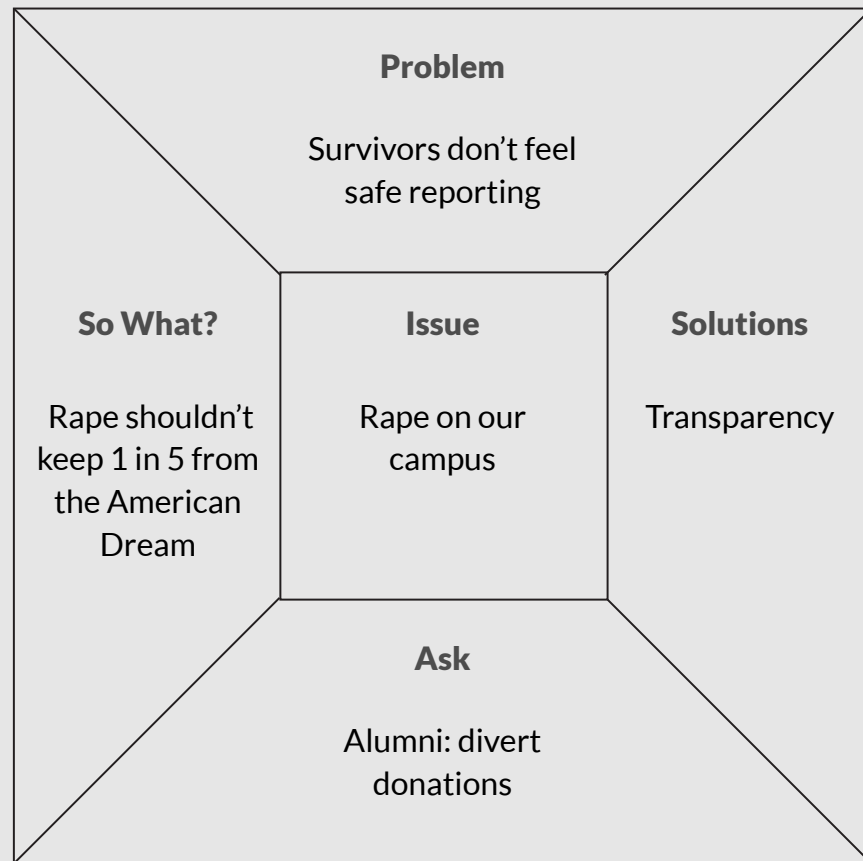 Problem
Survivors don’t feel
safe reporting
So What?
Rape shouldn’t
keep 1 in 5 from
the American
Dream
Issue
Rape on our
campus
Solutions
Transparency
Ask
Alumni: divert
donations